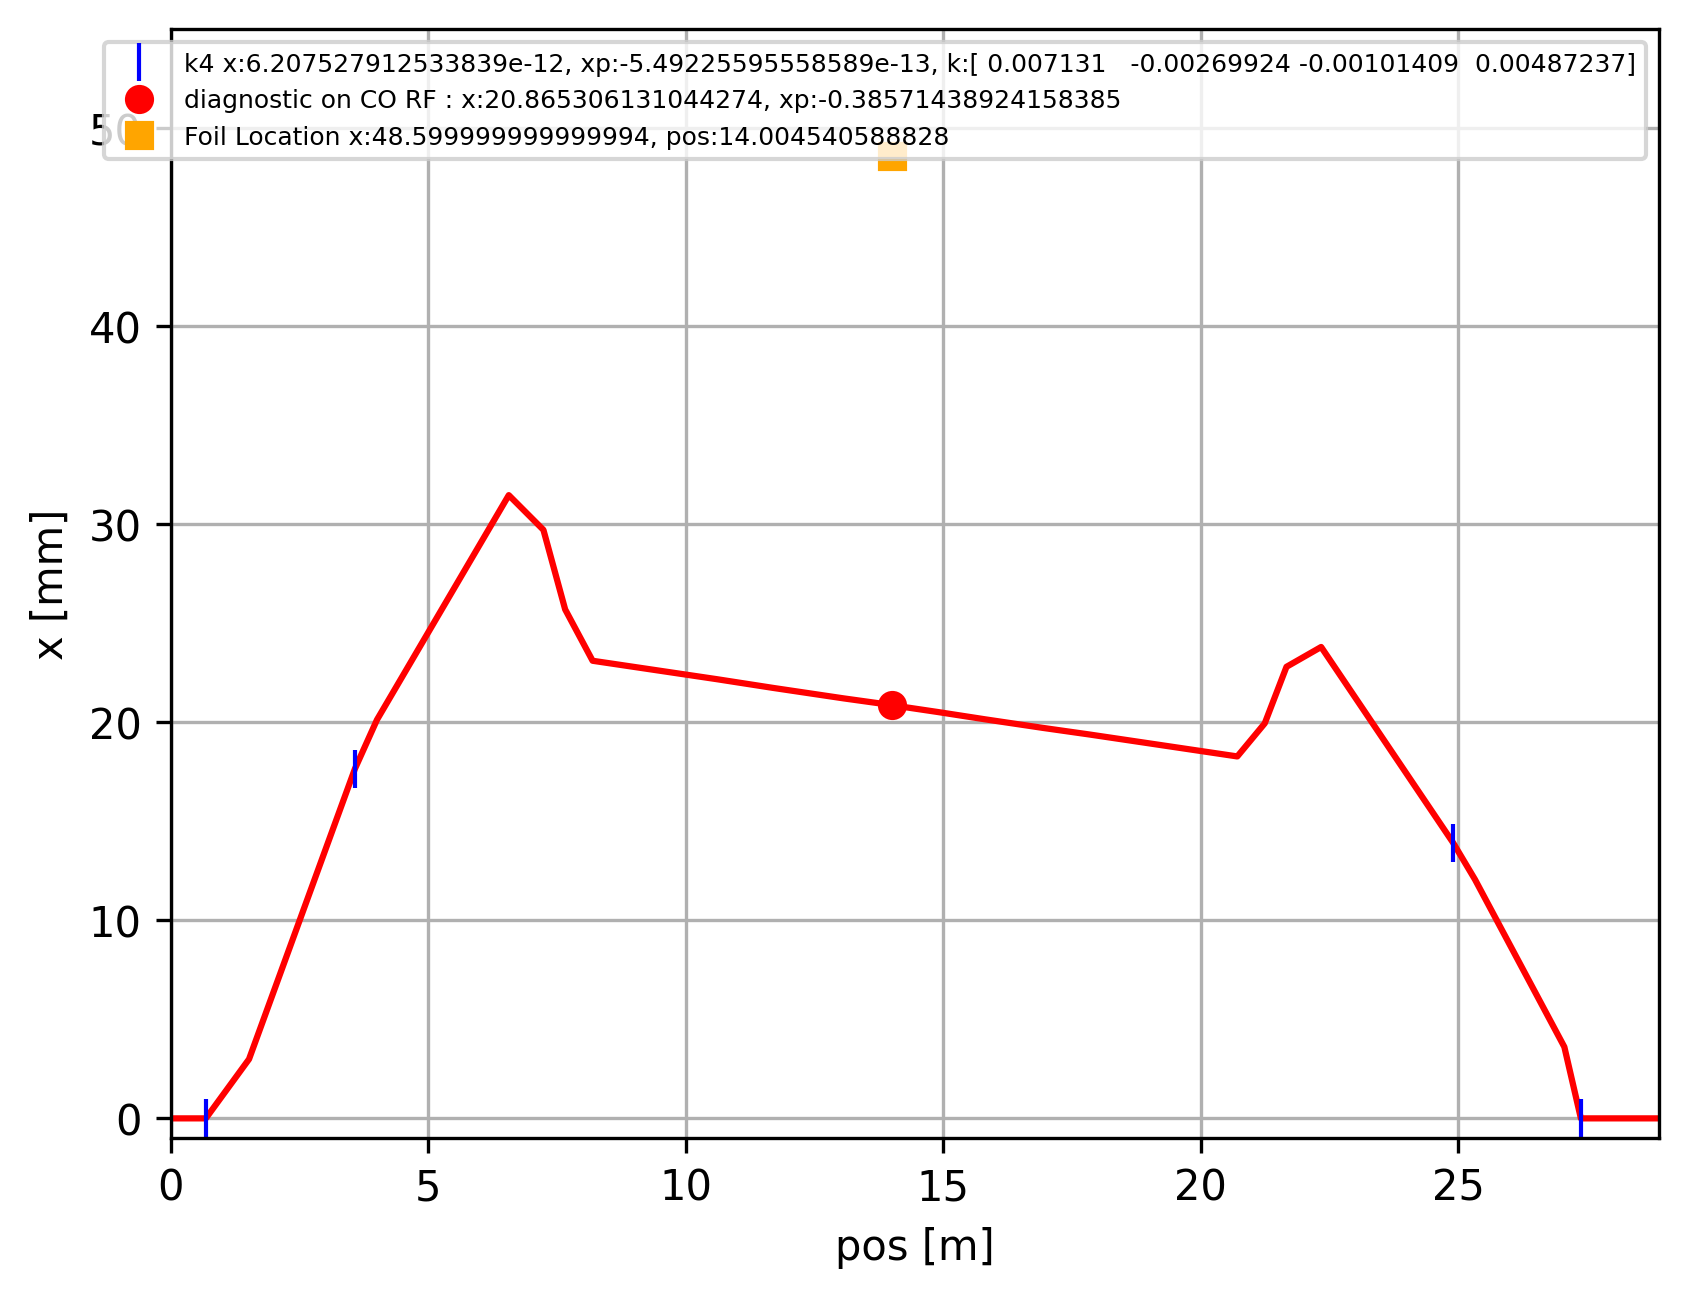 k4 x:6.207527912533839e-12, xp:-5.49225595558589e-13, k:[ 0.007131 -0.00269924 -0.00101409 0.00487237]
diagnostic on CO RF : x:20.865306131044274, xp:-0.38571438924158385
Foil Location x:48.599999999999994, pos:14.004540588828
50
40
30
20
10
0
x [mm]
0 5 10 15 20 25
pos [m]